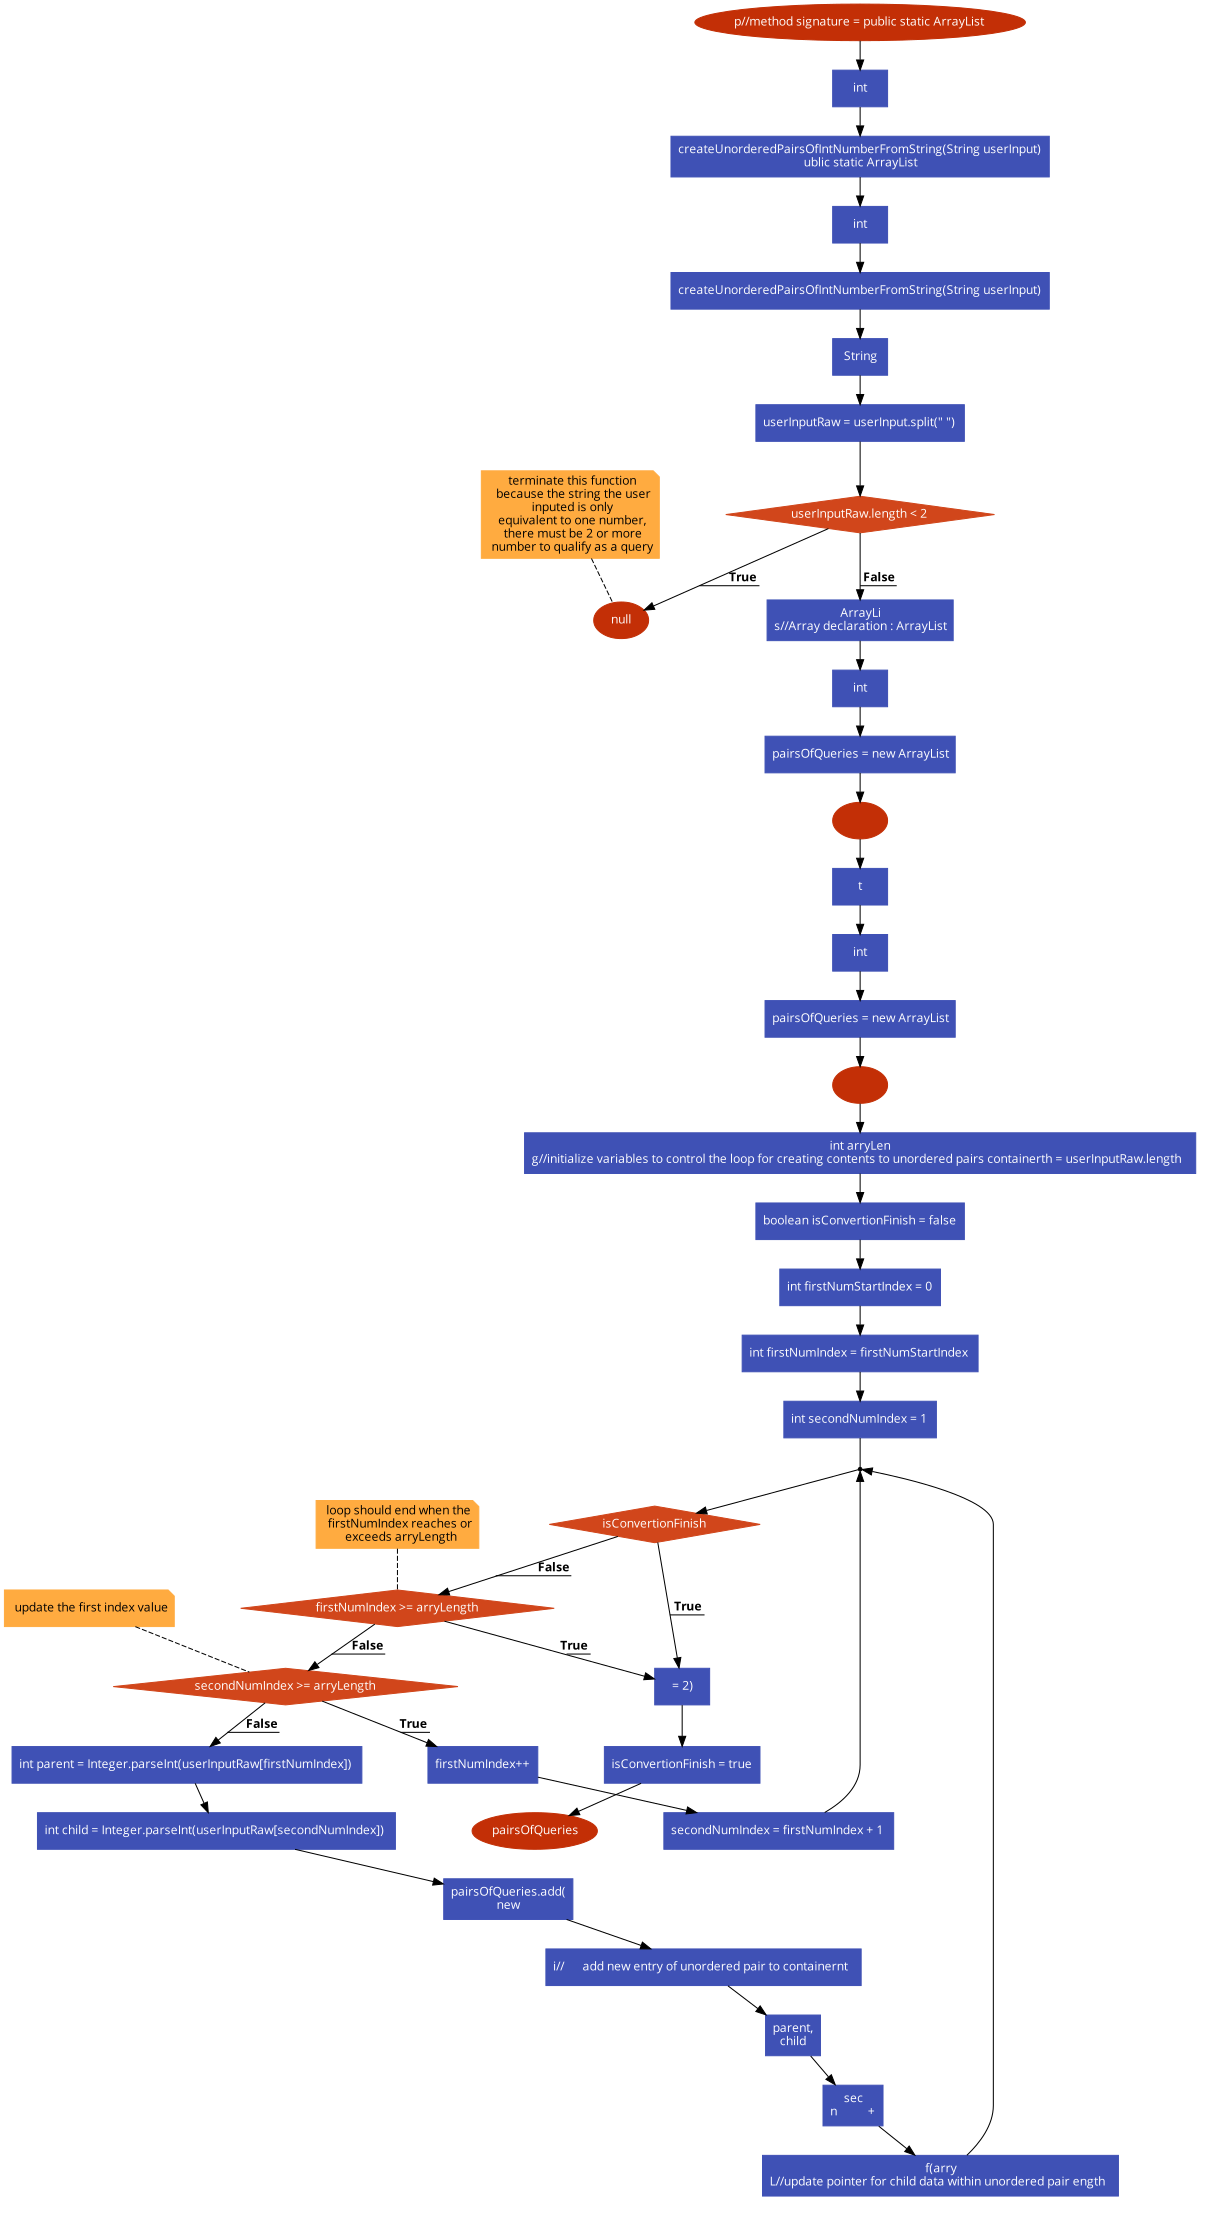 p//method signature = public static ArrayList
int
createUnorderedPairsOfIntNumberFromString(String userInput)
ublic static ArrayList
int
createUnorderedPairsOfIntNumberFromString(String userInput)
String
userInputRaw = userInput.split(" ")
terminate this function
because the string the user
inputed is only
equivalent to one number,
there must be 2 or more
number to qualify as a query
userInputRaw.length < 2
True
False
null
ArrayLi
s//Array declaration : ArrayList
int
pairsOfQueries = new ArrayList
t
int
pairsOfQueries = new ArrayList
int arryLen
g//initialize variables to control the loop for creating contents to unordered pairs containerth = userInputRaw.length
boolean isConvertionFinish = false
int firstNumStartIndex = 0
int firstNumIndex = firstNumStartIndex
int secondNumIndex = 1
loop should end when the
firstNumIndex reaches or
exceeds arryLength
isConvertionFinish
False
True
update the first index value
firstNumIndex >= arryLength
False
True
secondNumIndex >= arryLength
= 2)
False
True
int parent = Integer.parseInt(userInputRaw[firstNumIndex])
firstNumIndex++
isConvertionFinish = true
int child = Integer.parseInt(userInputRaw[secondNumIndex])
pairsOfQueries
secondNumIndex = firstNumIndex + 1
pairsOfQueries.add(
new
i// add new entry of unordered pair to containernt
parent,
child
sec
n +
f(arry
L//update pointer for child data within unordered pair ength